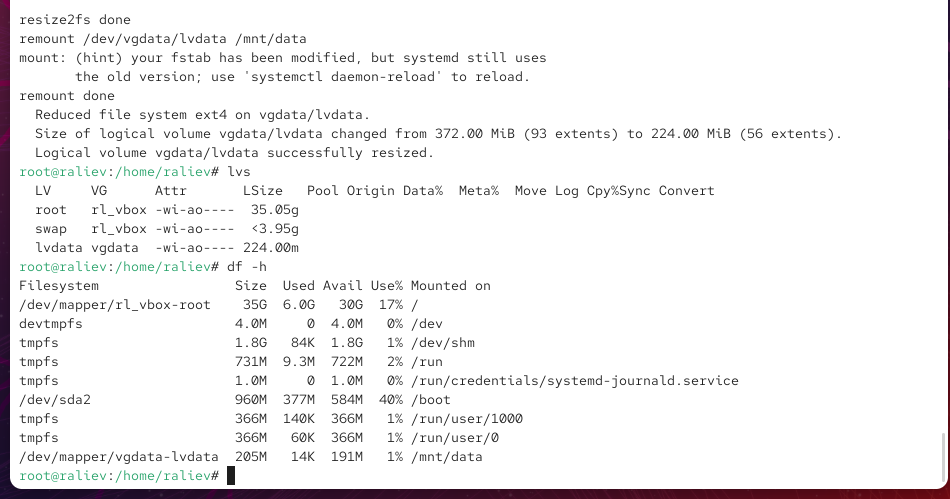 resize2fs done
remount /dev/vgdata/lvdata /mnt/data
mount: (hint) your fstab has been modified, but systemd still uses
       the old version; use 'systemctl daemon-reload' to reload.
remount done
  Reduced file system ext4 on vgdata/lvdata.
  Size of logical volume vgdata/lvdata changed from 372.00 MiB (93 extents) to 224.00 MiB (56 extents).
  Logical volume vgdata/lvdata successfully resized.
root@raliev:/home/raliev# lvs
  LV     VG      Attr       LSize   Pool Origin Data%  Meta%  Move Log Cpy%Sync Convert
  root   rl_vbox -wi-ao----  35.05g
  swap   rl_vbox -wi-ao----  <3.95g
  lvdata vgdata  -wi-ao---- 224.00m
root@raliev:/home/raliev# df -h
Filesystem                 Size  Used Avail Use% Mounted on
/dev/mapper/rl_vbox-root    35G  6.0G   30G  17% /
devtmpfs                   4.0M     0  4.0M   0% /dev
tmpfs                      1.8G   84K  1.8G   1% /dev/shm
tmpfs                      731M  9.3M  722M   2% /run
tmpfs                      1.0M     0  1.0M   0% /run/credentials/systemd-journald.service
/dev/sda2                  960M  377M  584M  40% /boot
tmpfs                      366M  140K  366M   1% /run/user/1000
tmpfs                      366M   60K  366M   1% /run/user/0
/dev/mapper/vgdata-lvdata  205M   14K  191M   1% /mnt/data
root@raliev:/home/raliev#